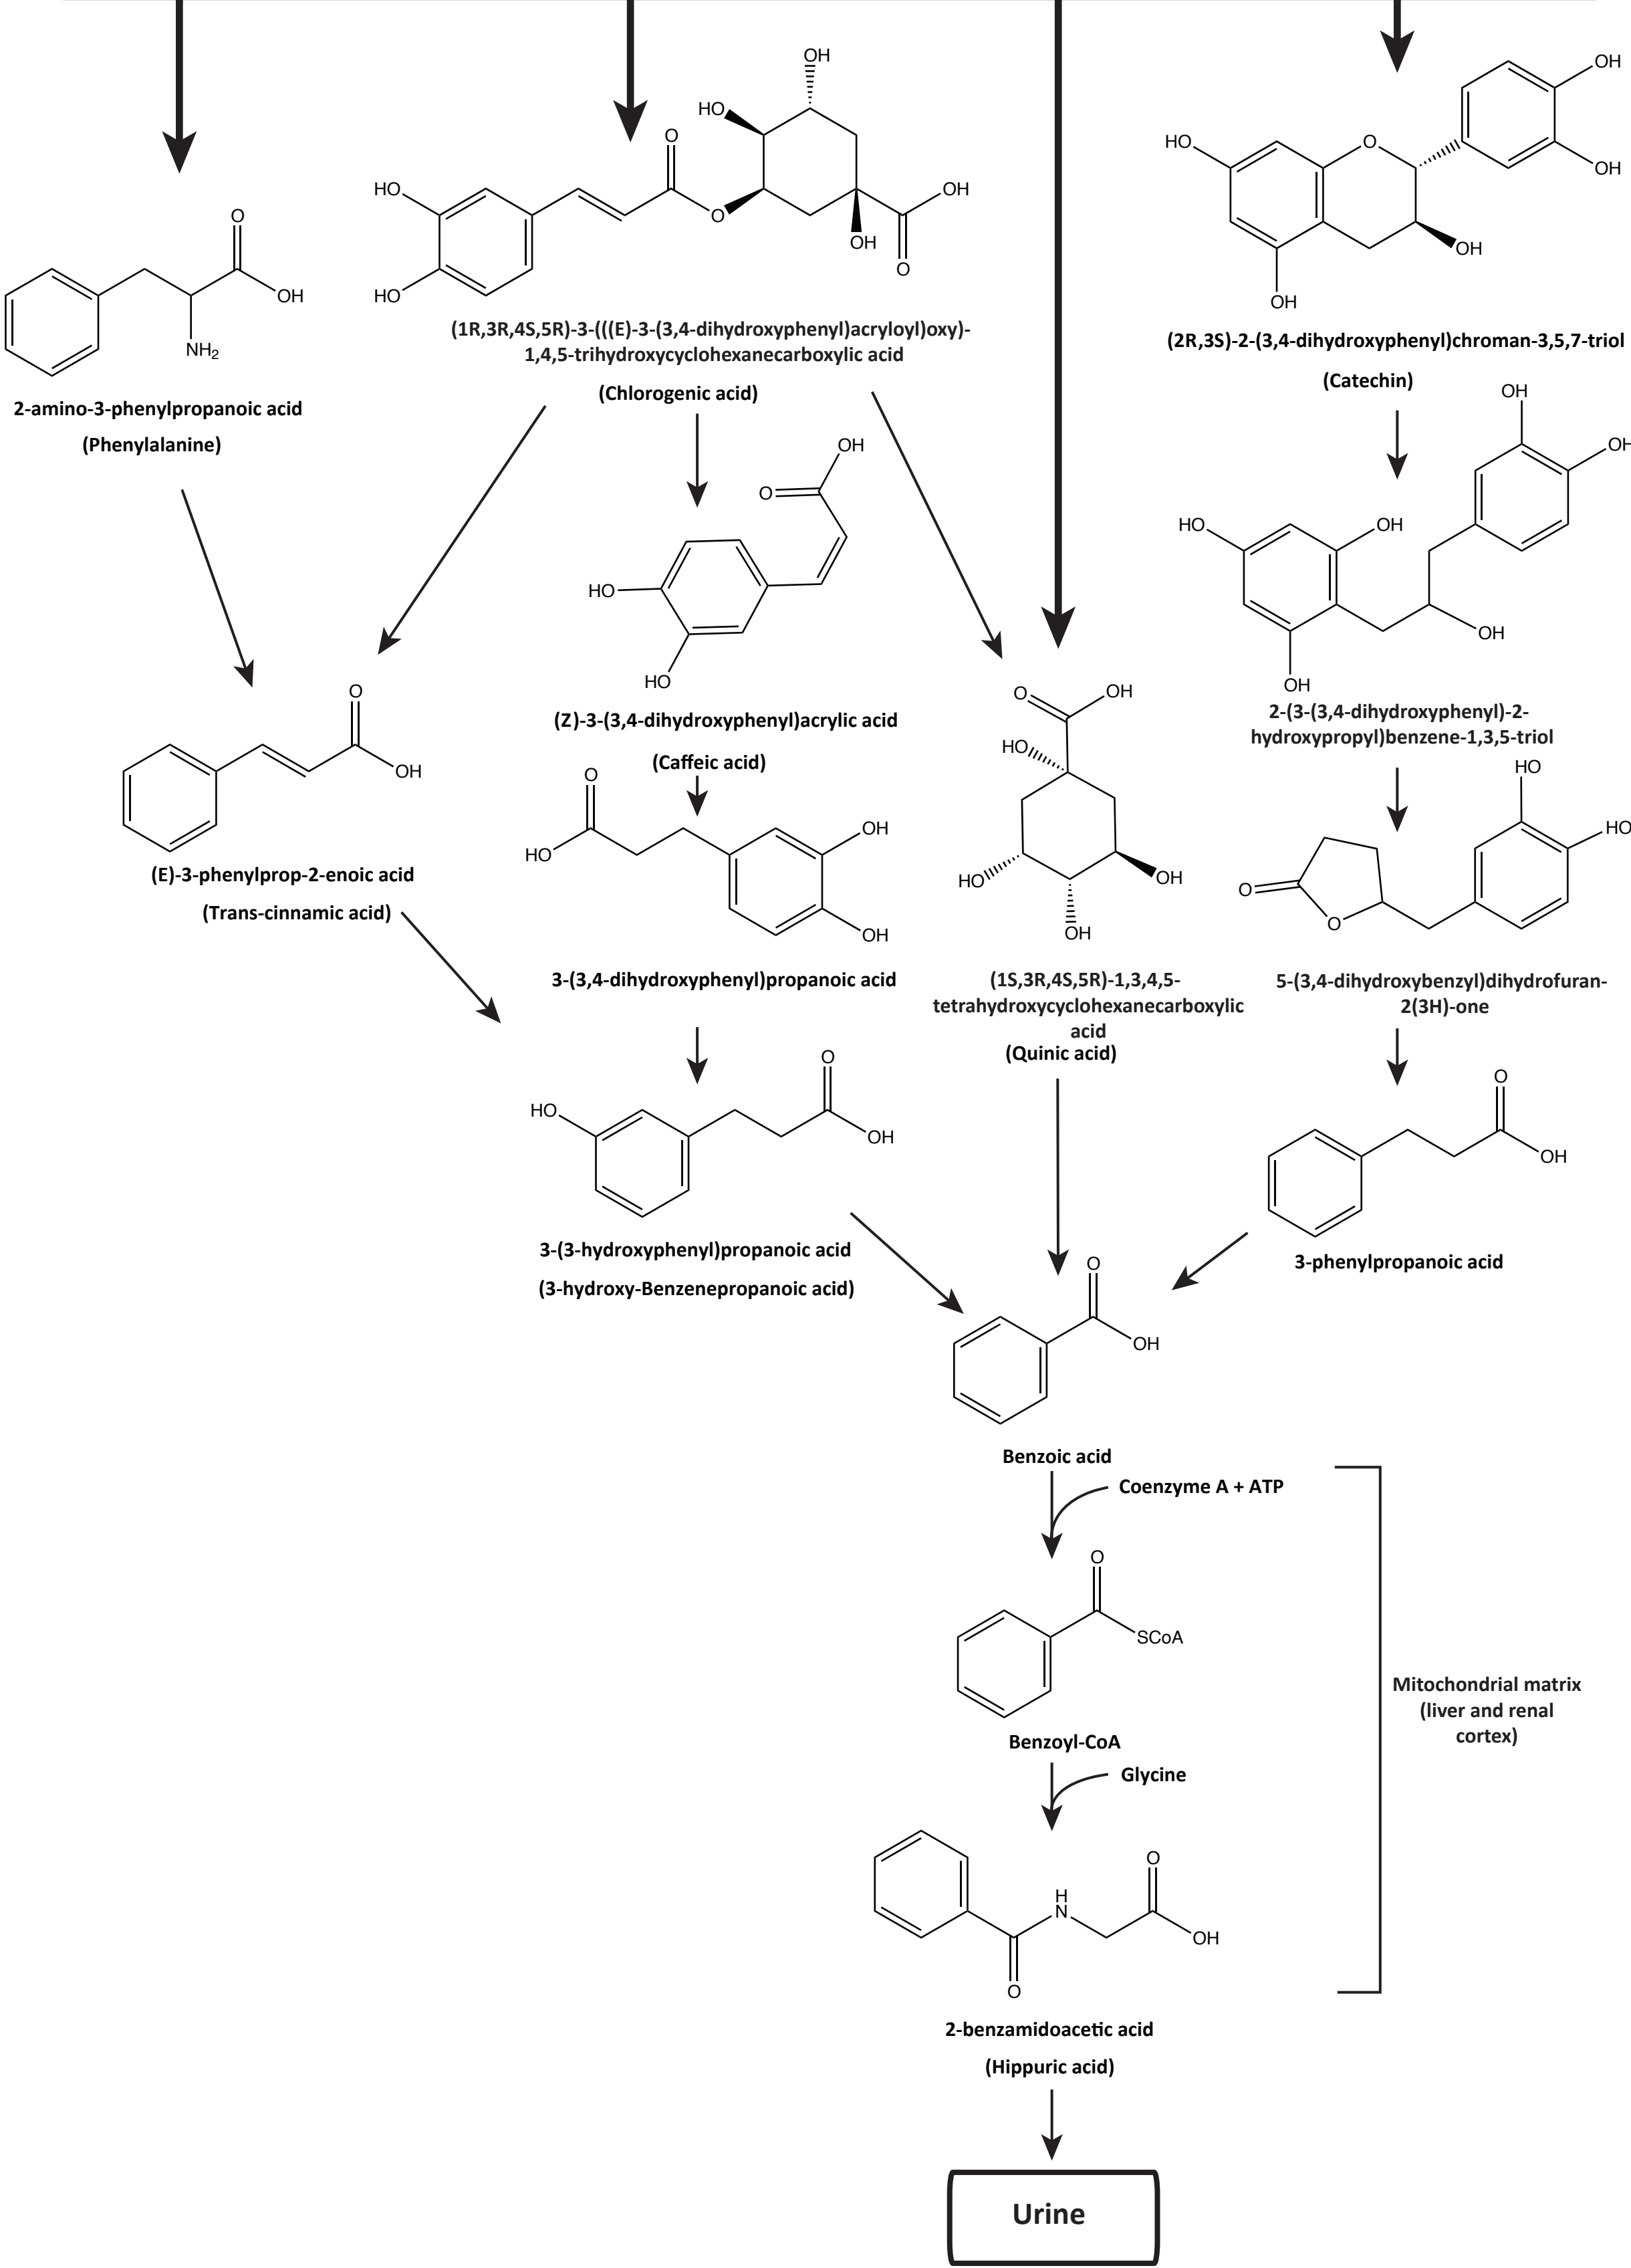 OH
HO
O
HO
O
OH
OH
O
HO
O
OH
NH2
(1R,3R,4S,5R)-3-(((E)-3-(3,4-dihydroxyphenyl)acryloyl)oxy)-
1,4,5-trihydroxycyclohexanecarboxylic acid
(Chlorogenic acid)
2-amino-3-phenylpropanoic acid
(Phenylalanine)
OH
HO
O
OH
OH
OH
(2R,3S)-2-(3,4-dihydroxyphenyl)chroman-3,5,7-triol
(Catechin)
OH
O
HO
HO
(Z)-3-(3,4-dihydroxyphenyl)acrylic acid
(Caffeic acid)
OH
OH
HO
OH
OH
OH
2-(3-(3,4-dihydroxyphenyl)-2-
hydroxypropyl)benzene-1,3,5-triol
O
OH
(E)-3-phenylprop-2-enoic acid
(Trans-cinnamic acid)
O
HO
OH
OH
3-(3,4-dihydroxyphenyl)propanoic acid
O
OH
HO
HO
OH
OH
(1S,3R,4S,5R)-1,3,4,5-
tetrahydroxycyclohexanecarboxylic
acid
(Quinic acid)
HO
HO
O
O
5-(3,4-dihydroxybenzyl)dihydrofuran-
2(3H)-one
HO
O
OH
3-(3-hydroxyphenyl)propanoic acid
(3-hydroxy-Benzenepropanoic acid)
O
OH
3-phenylpropanoic acid
O
OH
Benzoic acid
Coenzyme A + ATP
O
SCoA
Benzoyl-CoA
Mitochondrial matrix
(liver and renal
cortex)
Glycine
H
N
O
O
OH
2-benzamidoacetic acid
(Hippuric acid)
Urine